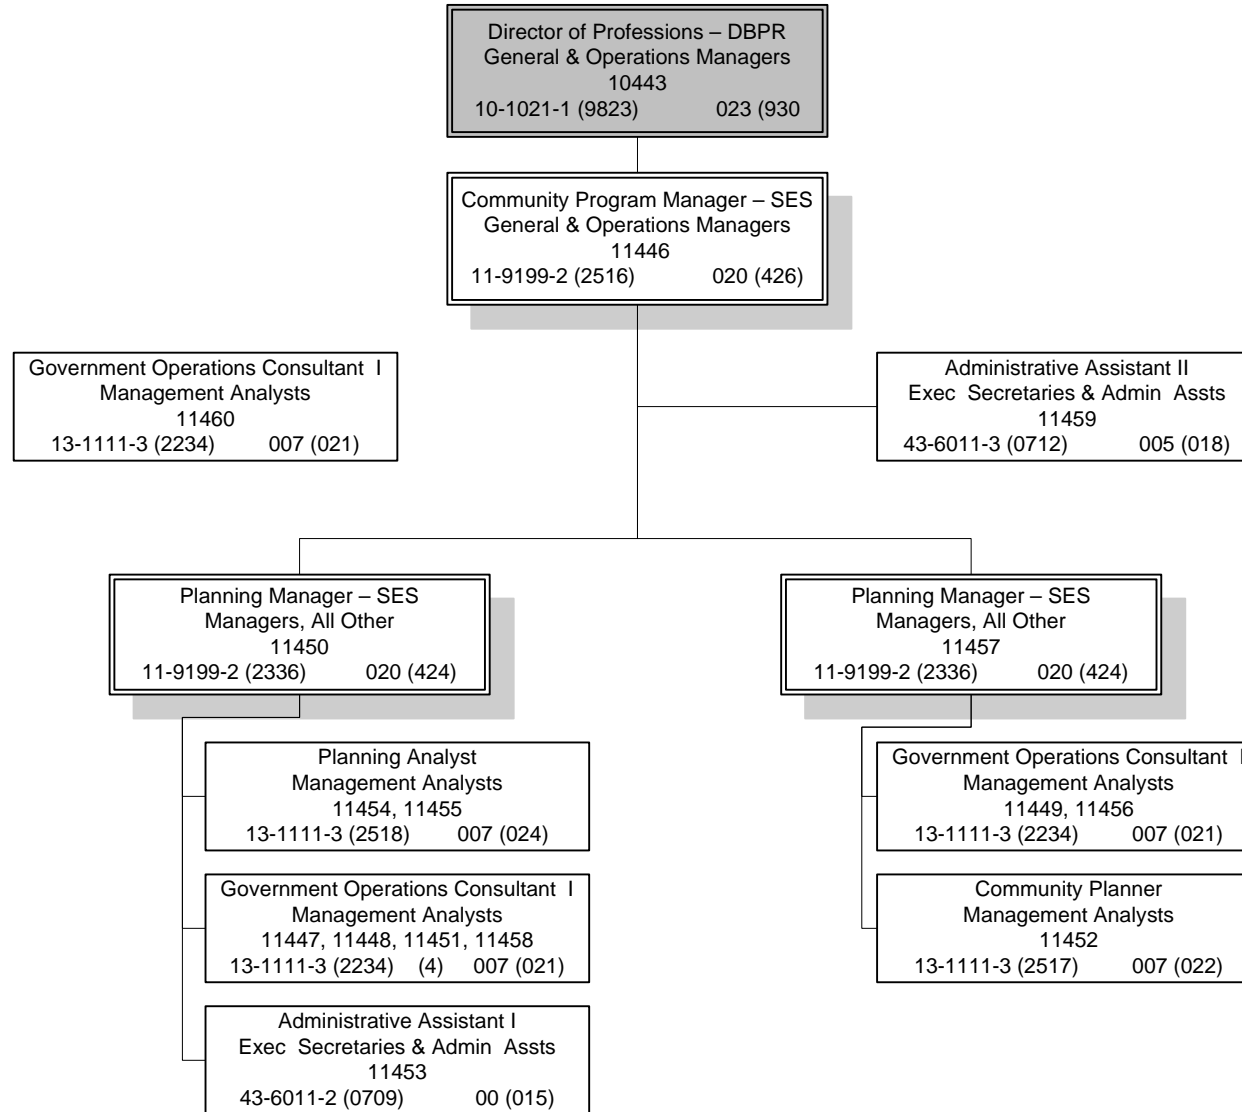 Director of Professions – DBPR
General & Operations Managers
10443
10-1021-1 (9823) 023 (930
Community Program Manager – SES
General & Operations Managers
11446
11-9199-2 (2516) 020 (426)
Government Operations Consultant I
Management Analysts
11460
13-1111-3 (2234) 007 (021)
Administrative Assistant II
Exec Secretaries & Admin Assts
11459
43-6011-3 (0712) 005 (018)
Planning Manager – SES
Managers, All Other
11450
11-9199-2 (2336) 020 (424)
Planning Manager – SES
Managers, All Other
11457
11-9199-2 (2336) 020 (424)
Planning Analyst
Management Analysts
11454, 11455
13-1111-3 (2518) 007 (024)
Government Operations Consultant I
Management Analysts
11447, 11448, 11451, 11458
13-1111-3 (2234) (4) 007 (021)
Administrative Assistant I
Exec Secretaries & Admin Assts
11453
43-6011-2 (0709) 00 (015)
Government Operations Consultant I
Management Analysts
11449, 11456
13-1111-3 (2234) 007 (021)
Community Planner
Management Analysts
11452
13-1111-3 (2517) 007 (022)